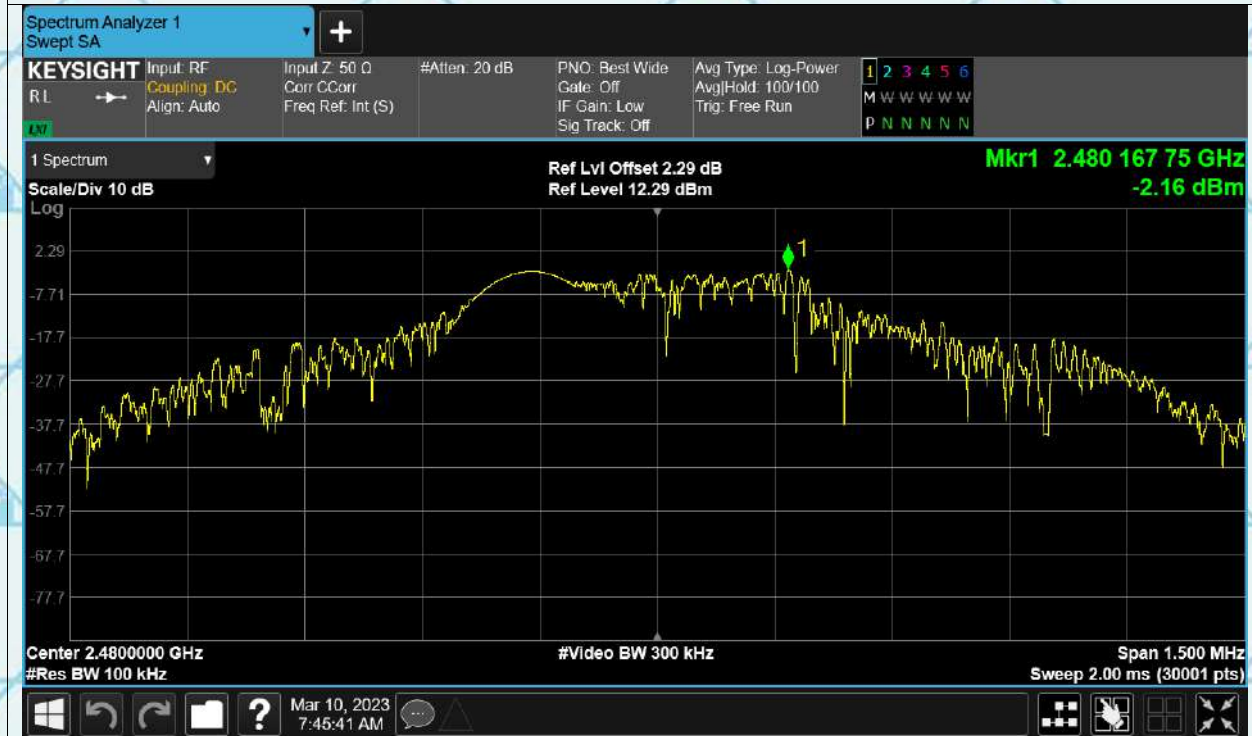 Spectrum Analyzer 1
Swept SA
+
KEYSIGHT
RL
LXI
Input: RF
Coupling: DC
Align: Auto
Input Z: 50 Ω
Corr CCorr
Freq Ref: Int (S)
#Atten: 20 dB
PNO: Best Wide
Gate: Off
IF Gain: Low
Sig Track: Off
Avg Type: Log-Power
Avg|Hold: 100/100
Trig: Free Run
1 2 3 4 5 6
M W W W W W
P N N N N N
1 Spectrum
Scale/Div 10 dB
Log
Ref Lvl Offset 2.29 dB
Ref Level 12.29 dBm
Mkr1 2.480 167 75 GHz
-2.16 dBm
1
2.29
-7.71
-17.7
-27.7
-37.7
-47.7
-57.7
-67.7
-77.7
Center 2.4800000 GHz
#Res BW 100 kHz
#Video BW 300 kHz
Span 1.500 MHz
Sweep 2.00 ms (30001 pts)
?
Mar 10, 2023
7:45:41 AM